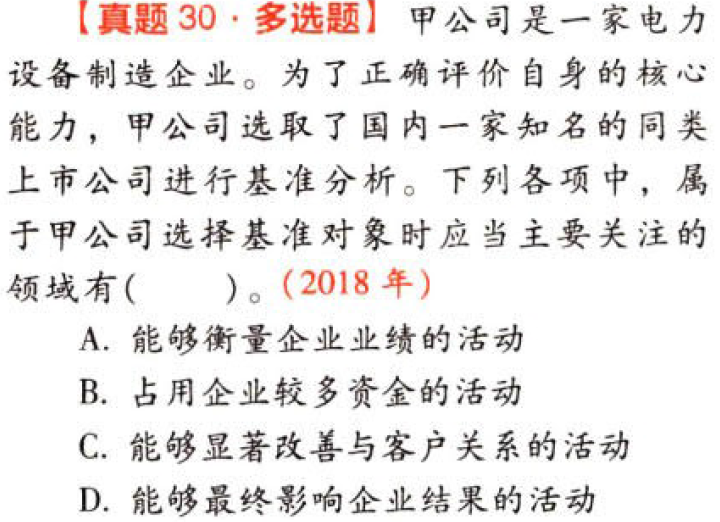 【真题 30·多选题】 甲公司是一家电力
设备制造企业。为了正确评价自身的核心
能力，甲公司选取了国内一家知名的同类
上市公司进行基准分析。下列各项中，属
于甲公司选择基准对象时应当主要关注的
领域有(　　)。(2018 年)
A. 能够衡量企业业绩的活动
B. 占用企业较多资金的活动
C. 能够显著改善与客户关系的活动
D. 能够最终影响企业结果的活动